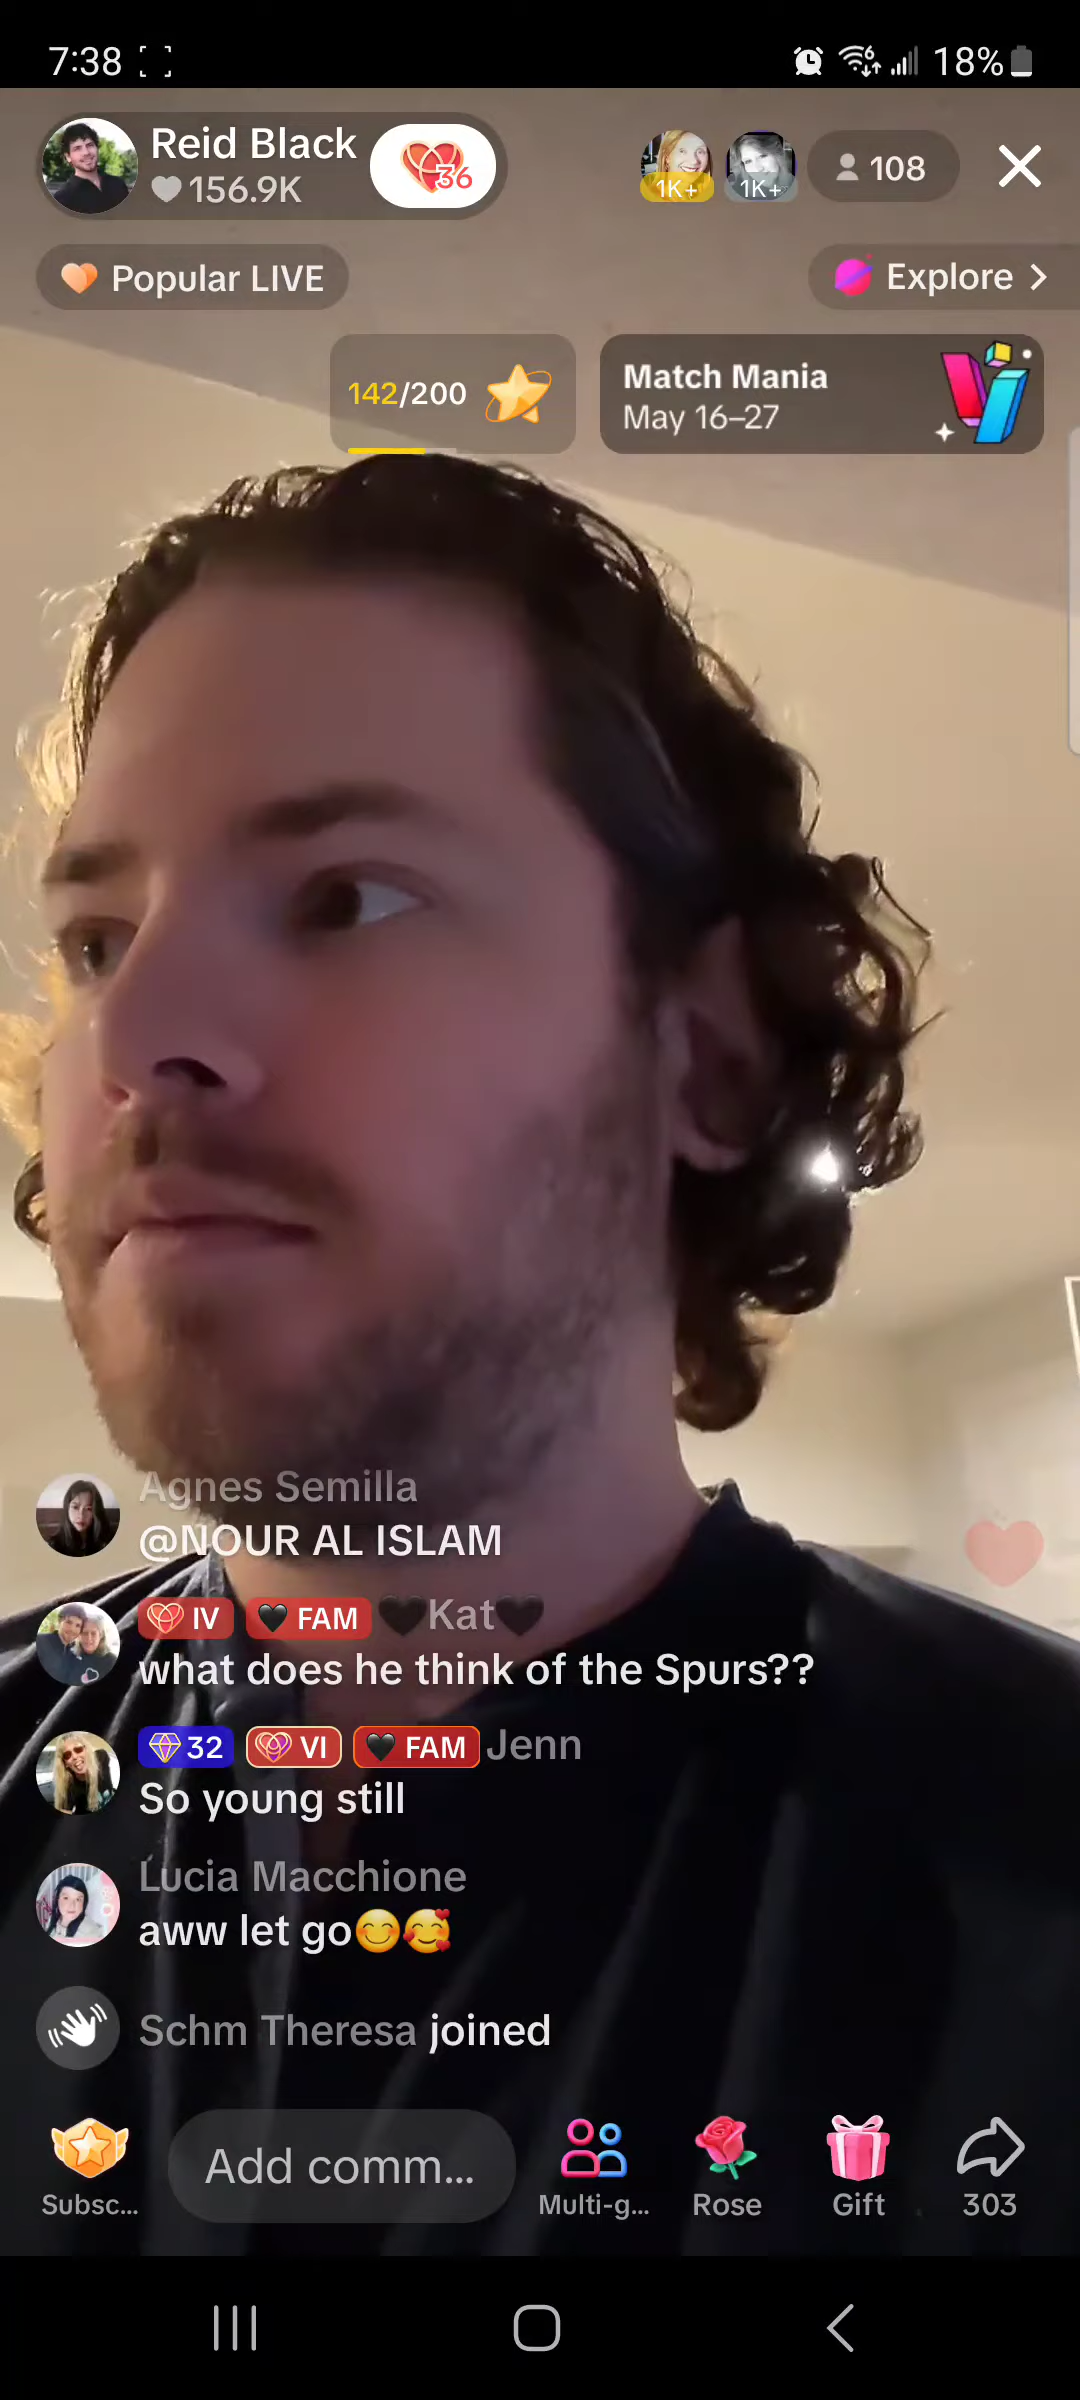 7:38 18%
Reid Black
156.9K
36
1K+ 1K+
108
Popular LIVE
Explore
142/200
Match Mania
May 16–27
Agnes Semilla
@NOUR AL ISLAM
IV 🖤 FAM 🖤Kat🖤
what does he think of the Spurs??
32 VI 🖤 FAM Jenn
So young still
Lucia Macchione
aww let go😊🥰
Schm Theresa joined
Subsc...
Add comm...
Multi-g...
Rose
Gift
303